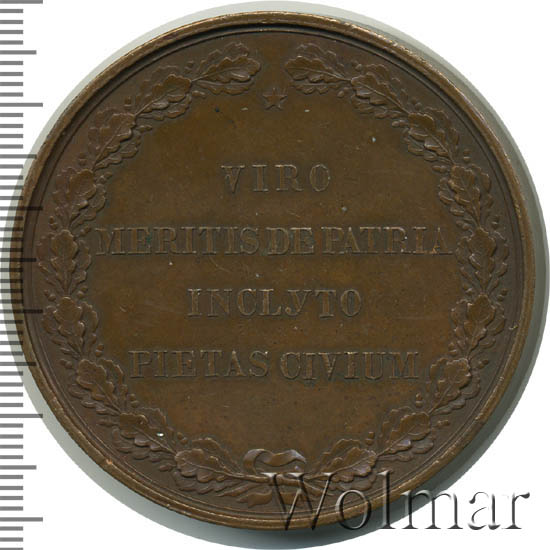 VIRO
MERITIS DE PATRIA
INCLYTO
PIETAS CIVIUM
Wolmar